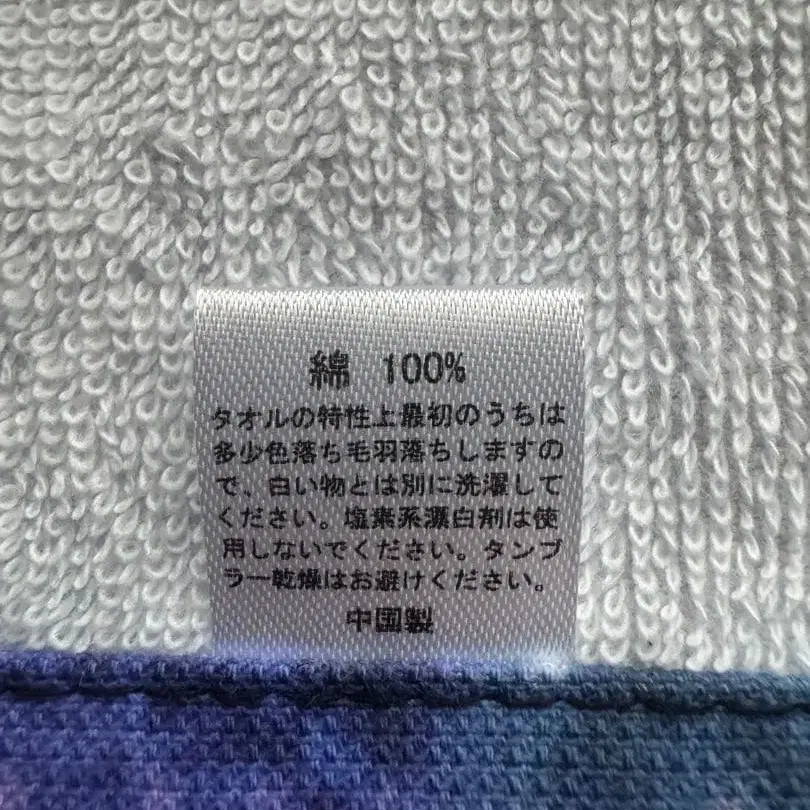 綿 100%
タオルの特性上最初のうちは
多少色落ち毛羽落ちしますの
で、白い物とは別に洗濯して
ください。塩素系漂白剤は使
用しないでください。タンブ
ラー乾燥はお避けください。
中国製